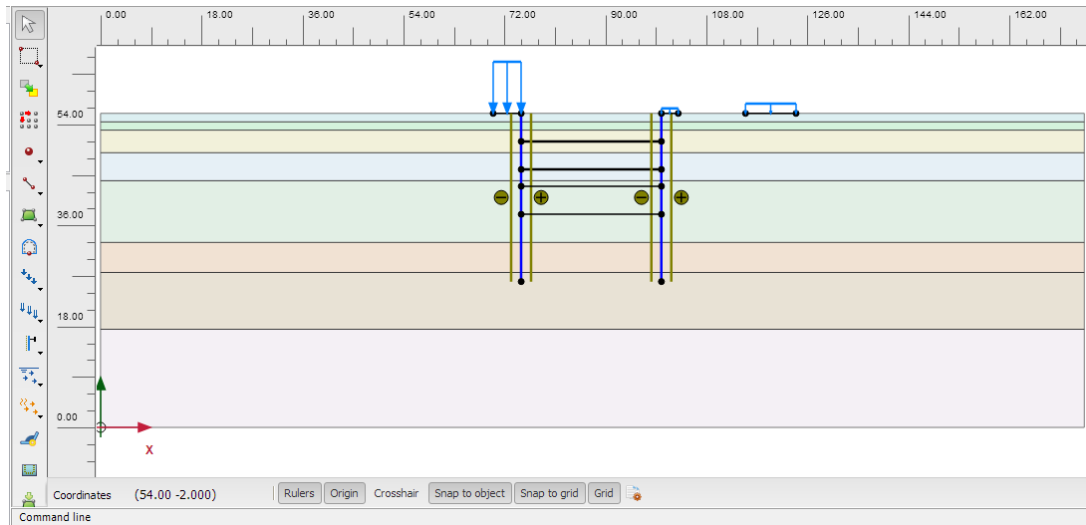 0.00 18.00 36.00 54.00 72.00 90.00 108.00 126.00 144.00 162.00
54.00
36.00
18.00
0.00
x
Coordinates (54.00 -2.000) Rulers Origin Crosshair Snap to object Snap to grid Grid
Command line